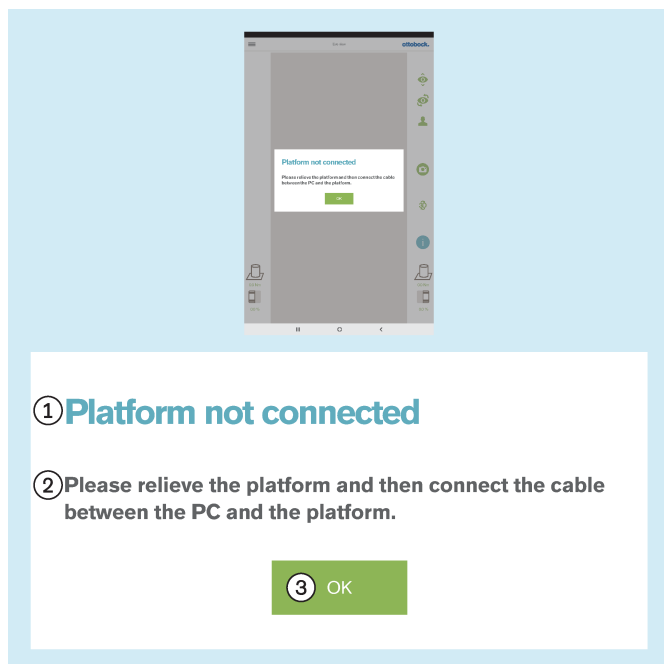 ottobock.
Platform not connected
Please relieve the platform and then connect the cable
between the PC and the platform.
OK
1 Platform not connected
2 Please relieve the platform and then connect the cable
between the PC and the platform.
3 OK